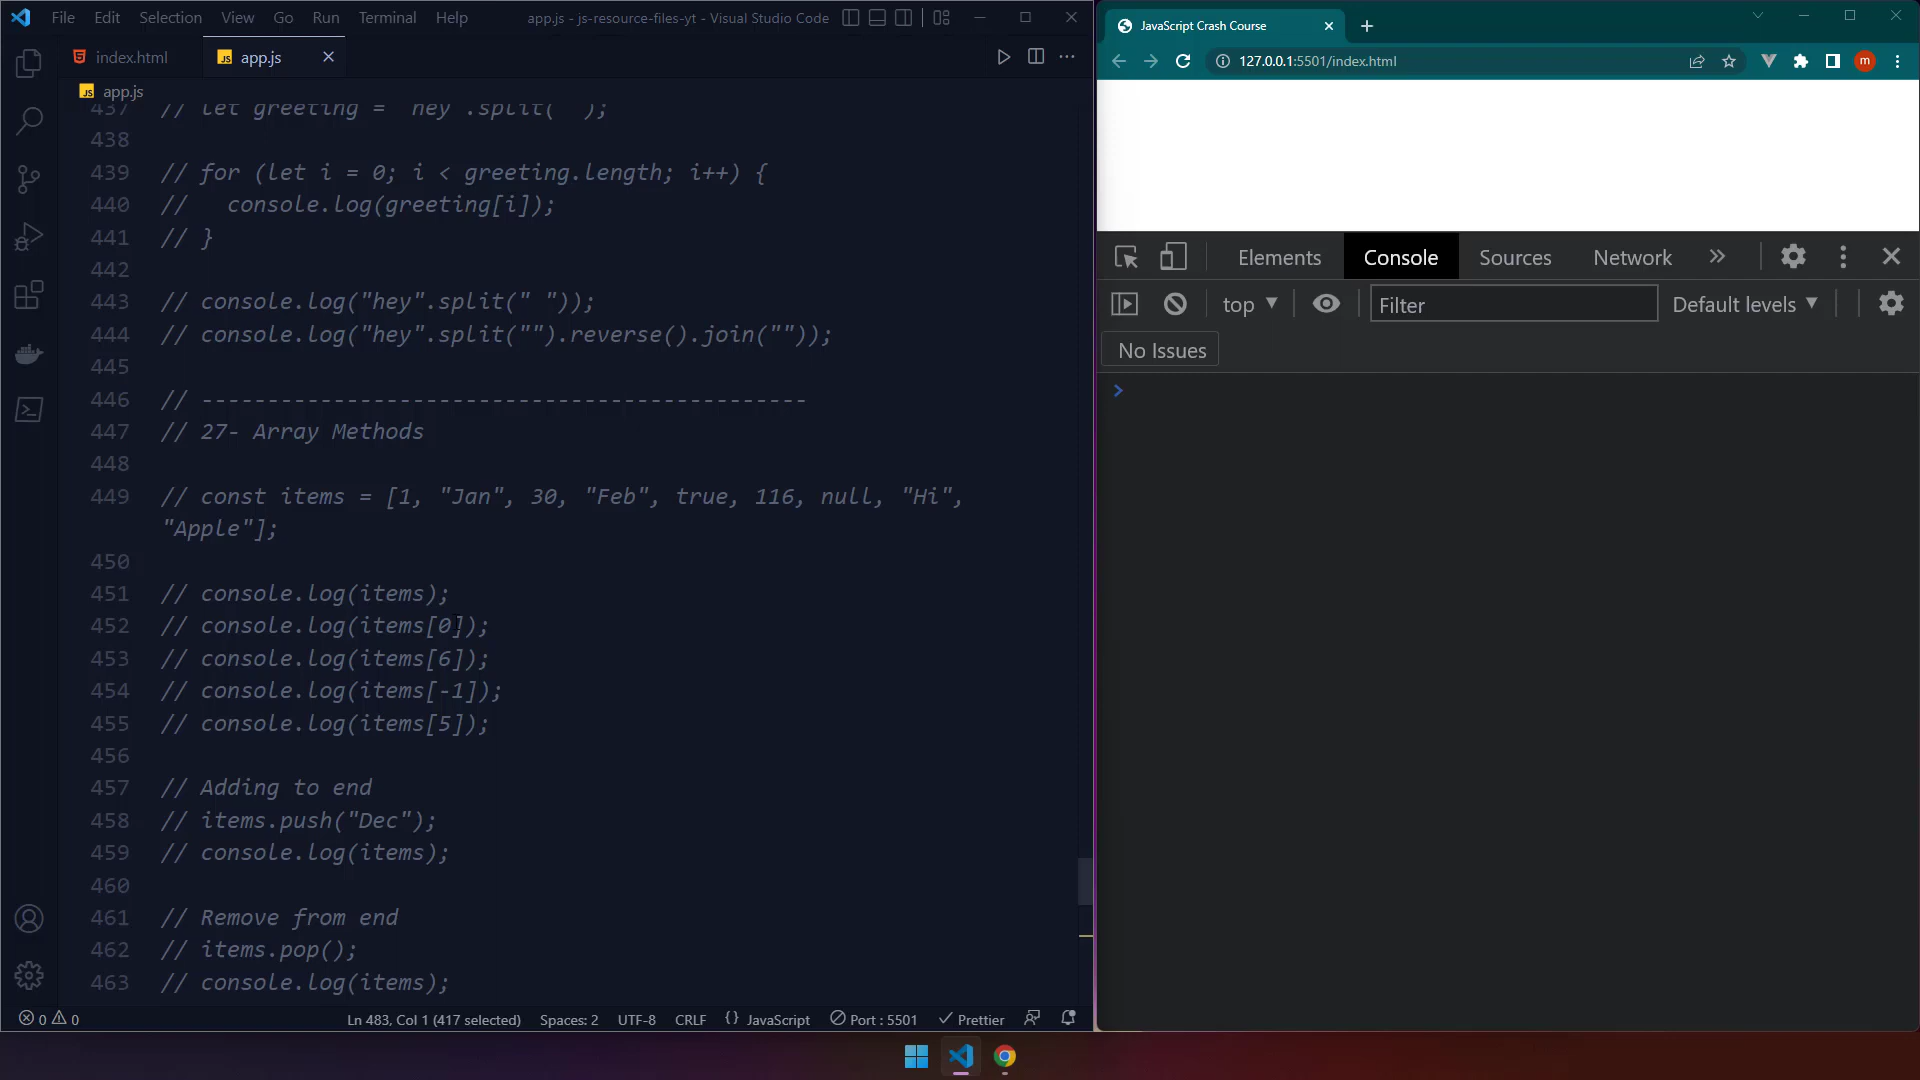 File Edit Selection View Go Run Terminal Help
app.js - js-resource-files-yt - Visual Studio Code
index.html
JS app.js
JS app.js
437 // let greeting = hey .split( );
438
439 // for (let i = 0; i < greeting.length; i++) {
440 //   console.log(greeting[i]);
441 // }
442
443 // console.log("hey".split(" "));
444 // console.log("hey".split("").reverse().join(""));
445
446 // ----------------------------------------------
447 // 27- Array Methods
448
449 // const items = [1, "Jan", 30, "Feb", true, 116, null, "Hi",
"Apple"];
450
451 // console.log(items);
452 // console.log(items[0]);
453 // console.log(items[6]);
454 // console.log(items[-1]);
455 // console.log(items[5]);
456
457 // Adding to end
458 // items.push("Dec");
459 // console.log(items);
460
461 // Remove from end
462 // items.pop();
463 // console.log(items);
0 0
Ln 483, Col 1 (417 selected) Spaces: 2 UTF-8 CRLF {} JavaScript Port : 5501 Prettier
JavaScript Crash Course
127.0.0.1:5501/index.html
m
Elements Console Sources Network »
top Filter Default levels
No Issues
>